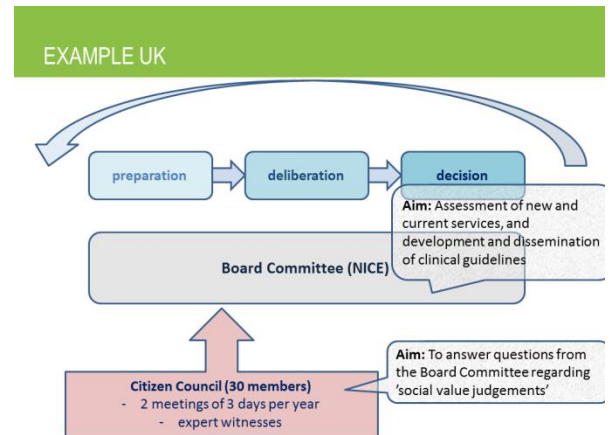 EXAMPLE UK
preparation
deliberation
decision
Aim: Assessment of new and
current services, and
development and dissemination
of clinical guidelines
Board Committee (NICE)
Aim: To answer questions from
the Board Committee regarding
’social value judgements’
Citizen Council (30 members)
- 2 meetings of 3 days per year
- expert witnesses